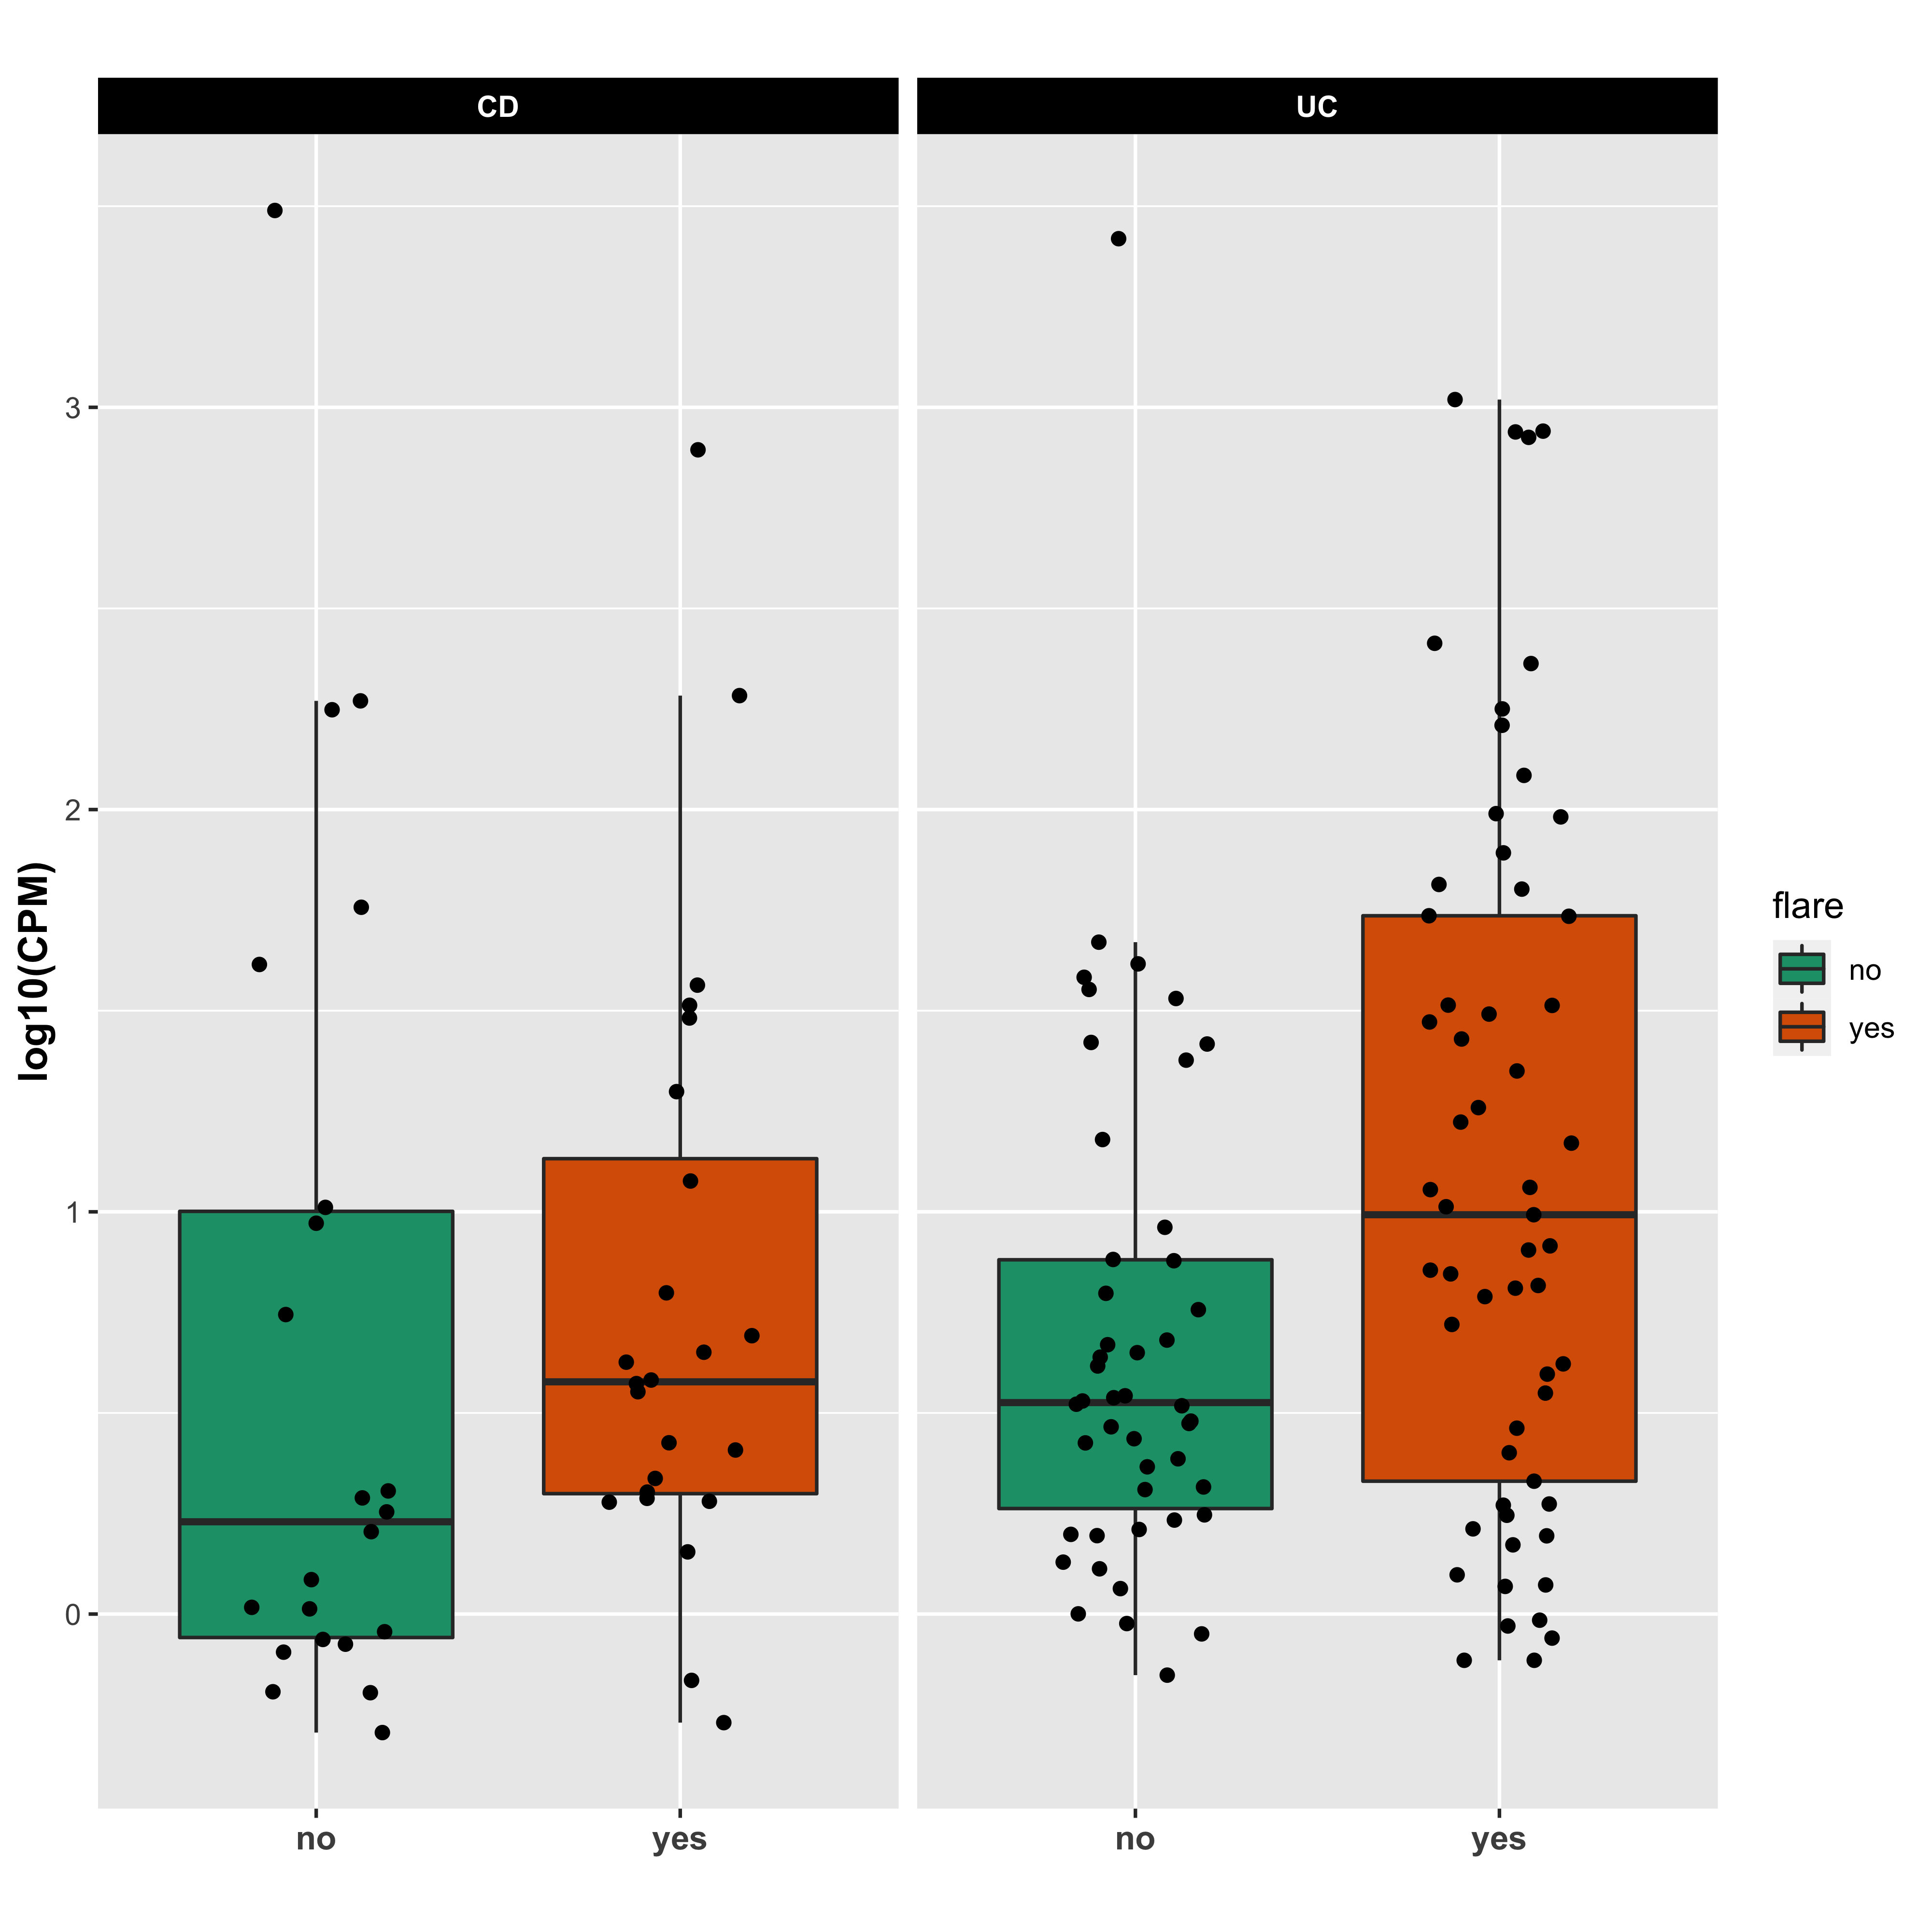 CD
UC
log10(CPM)
3
2
1
0
no
yes
no
yes
flare
no
yes